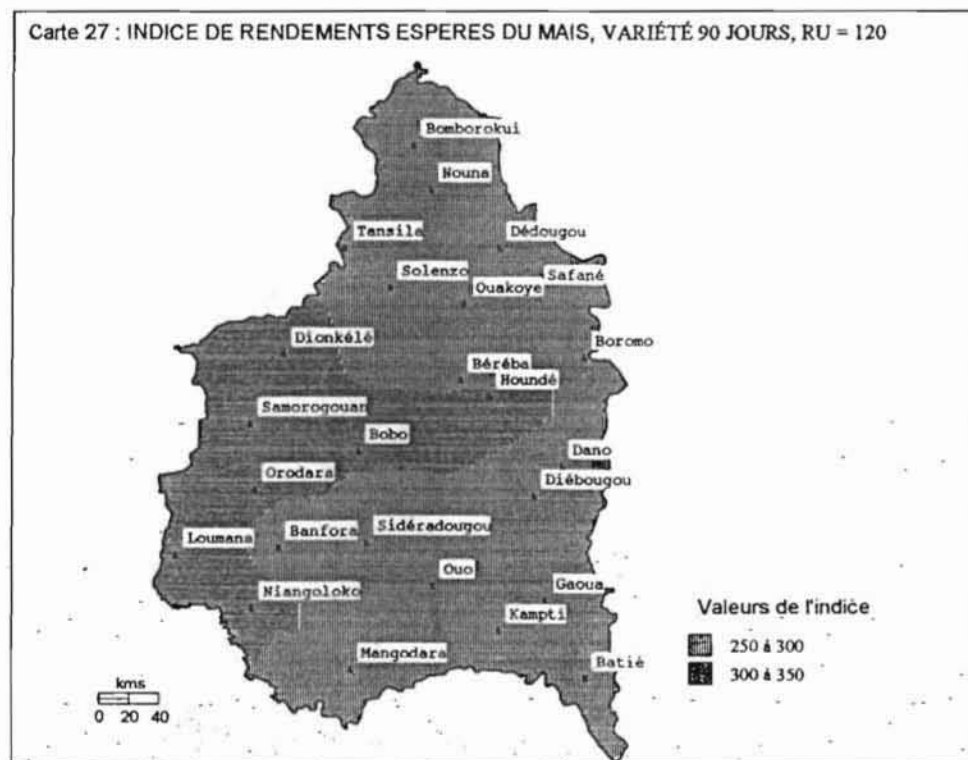 Carte 27 : INDICE DE RENDEMENTS ESPERES DU MAIS, VARIÉTÉ 90 JOURS, RU = 120
Bomborokui
Nouna
Tansila
Dédougou
Solenzo
Safané
Ouakoye
Dionkélé
Boromo
Béréba
Houndé
Samorogouan
Bobo
Dano
Orodara
Diébougou
Loumana
Banfora
Sidéradougou
Ouo
Gaoua
Niangoloko
Kampti
Mangodara
Batié
Valeurs de l'indice
250 à 300
300 à 350
kms
0 20 40